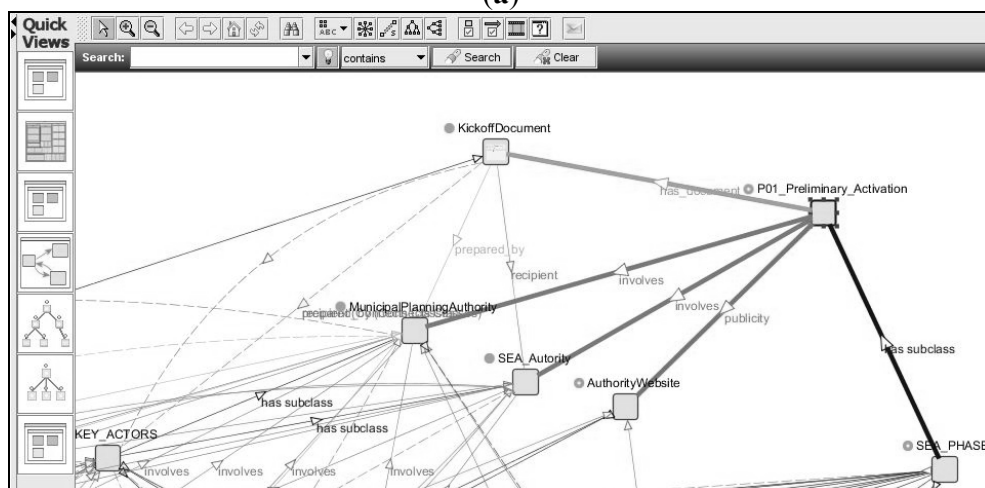 (a)
Quick
Views
Search:
contains
Search
Clear
ABC
KickoffDocument
has_document
P01_Preliminary_Activation
prepared_by
recipient
involves
MunicipalPlanningAuthority
involves
publicity
SEA_Autority
has subclass
AuthorityWebsite
has subclass
has subclass
KEY_ACTORS
SEA_PHASE
involves
involves
involves